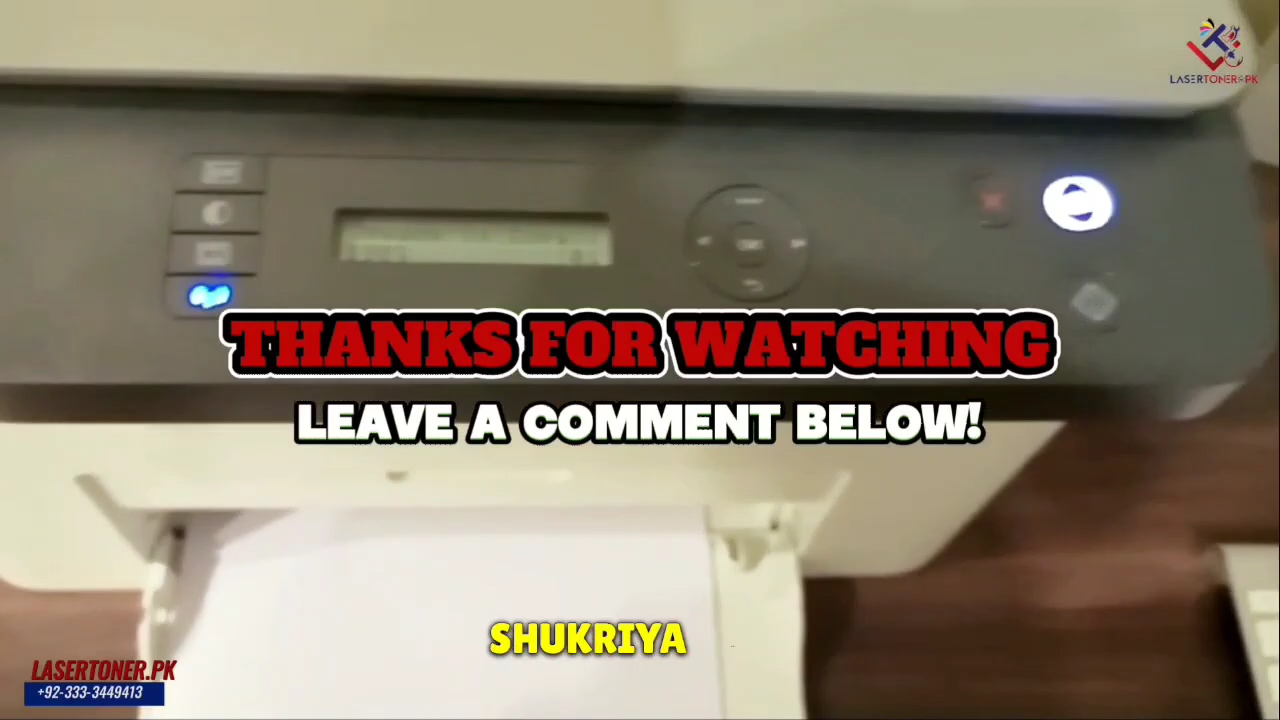 LASERTONER.PK
THANKS FOR WATCHING
LEAVE A COMMENT BELOW!
SHUKRIYA
LASERTONER.PK
+92-333-3449413